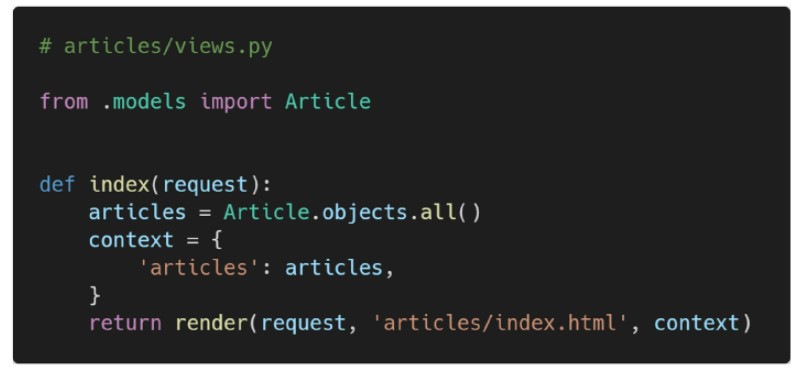 # articles/views.py
from .models import Article
def index(request):
    articles = Article.objects.all()
    context = {
        'articles': articles,
    }
    return render(request, 'articles/index.html', context)